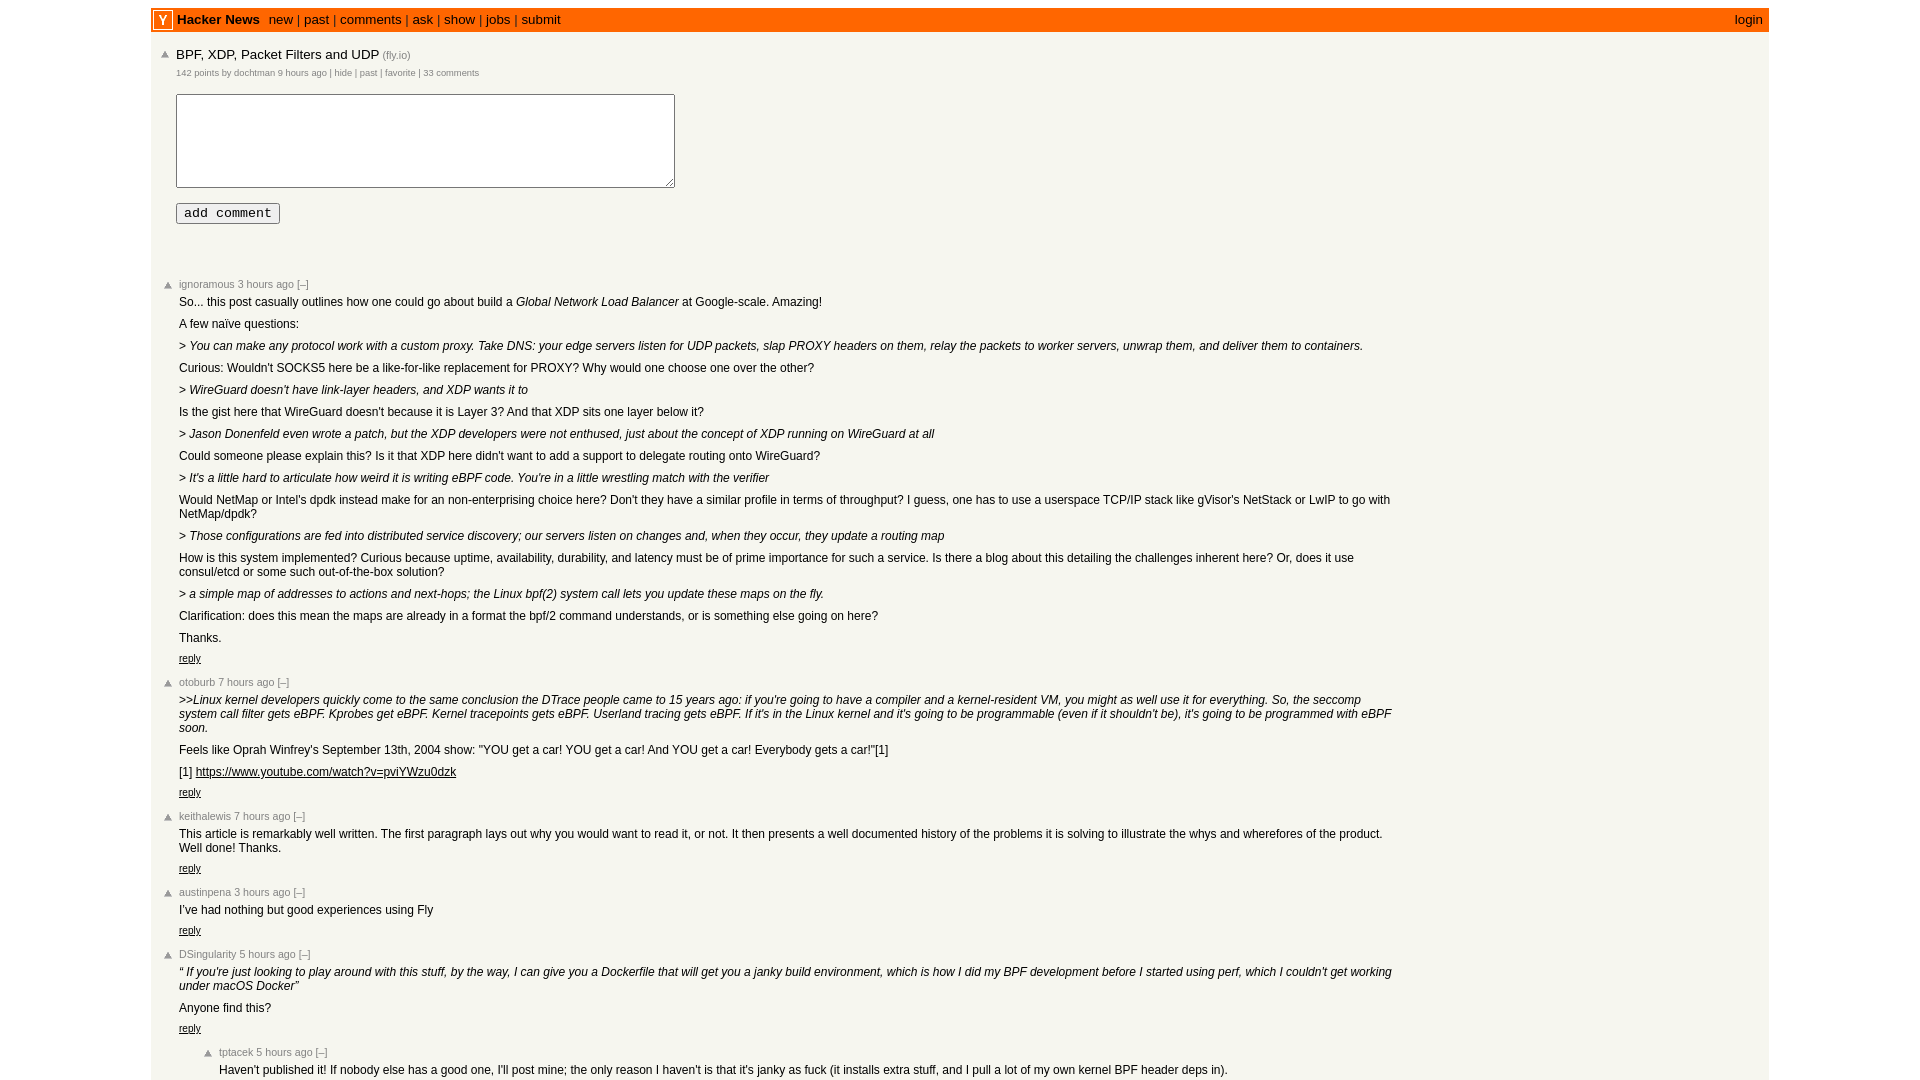 Y Hacker News new | past | comments | ask | show | jobs | submit login
BPF, XDP, Packet Filters and UDP (fly.io)
142 points by dochtman 9 hours ago | hide | past | favorite | 33 comments
add comment
ignoramous 3 hours ago [–]
So... this post casually outlines how one could go about build a Global Network Load Balancer at Google-scale. Amazing!
A few naïve questions:
> You can make any protocol work with a custom proxy. Take DNS: your edge servers listen for UDP packets, slap PROXY headers on them, relay the packets to worker servers, unwrap them, and deliver them to containers.
Curious: Wouldn't SOCKS5 here be a like-for-like replacement for PROXY? Why would one choose one over the other?
> WireGuard doesn't have link-layer headers, and XDP wants it to
Is the gist here that WireGuard doesn't because it is Layer 3? And that XDP sits one layer below it?
> Jason Donenfeld even wrote a patch, but the XDP developers were not enthused, just about the concept of XDP running on WireGuard at all
Could someone please explain this? Is it that XDP here didn't want to add a support to delegate routing onto WireGuard?
> It's a little hard to articulate how weird it is writing eBPF code. You're in a little wrestling match with the verifier
Would NetMap or Intel's dpdk instead make for an non-enterprising choice here? Don't they have a similar profile in terms of throughput? I guess, one has to use a userspace TCP/IP stack like gVisor's NetStack or LwIP to go with
NetMap/dpdk?
> Those configurations are fed into distributed service discovery; our servers listen on changes and, when they occur, they update a routing map
How is this system implemented? Curious because uptime, availability, durability, and latency must be of prime importance for such a service. Is there a blog about this detailing the challenges inherent here? Or, does it use
consul/etcd or some such out-of-the-box solution?
> a simple map of addresses to actions and next-hops; the Linux bpf(2) system call lets you update these maps on the fly.
Clarification: does this mean the maps are already in a format the bpf/2 command understands, or is something else going on here?
Thanks.
reply
otoburb 7 hours ago [–]
>>Linux kernel developers quickly come to the same conclusion the DTrace people came to 15 years ago: if you're going to have a compiler and a kernel-resident VM, you might as well use it for everything. So, the seccomp
system call filter gets eBPF. Kprobes get eBPF. Kernel tracepoints gets eBPF. Userland tracing gets eBPF. If it's in the Linux kernel and it's going to be programmable (even if it shouldn't be), it's going to be programmed with eBPF
soon.
Feels like Oprah Winfrey's September 13th, 2004 show: "YOU get a car! YOU get a car! And YOU get a car! Everybody gets a car!"[1]
[1] https://www.youtube.com/watch?v=pviYWzu0dzk
reply
keithalewis 7 hours ago [–]
This article is remarkably well written. The first paragraph lays out why you would want to read it, or not. It then presents a well documented history of the problems it is solving to illustrate the whys and wherefores of the product.
Well done! Thanks.
reply
austinpena 3 hours ago [–]
I’ve had nothing but good experiences using Fly
reply
DSingularity 5 hours ago [–]
“ If you're just looking to play around with this stuff, by the way, I can give you a Dockerfile that will get you a janky build environment, which is how I did my BPF development before I started using perf, which I couldn't get working
under macOS Docker”
Anyone find this?
reply
tptacek 5 hours ago [–]
Haven't published it! If nobody else has a good one, I'll post mine; the only reason I haven't is that it's janky as fuck (it installs extra stuff, and I pull a lot of my own kernel BPF header deps in).